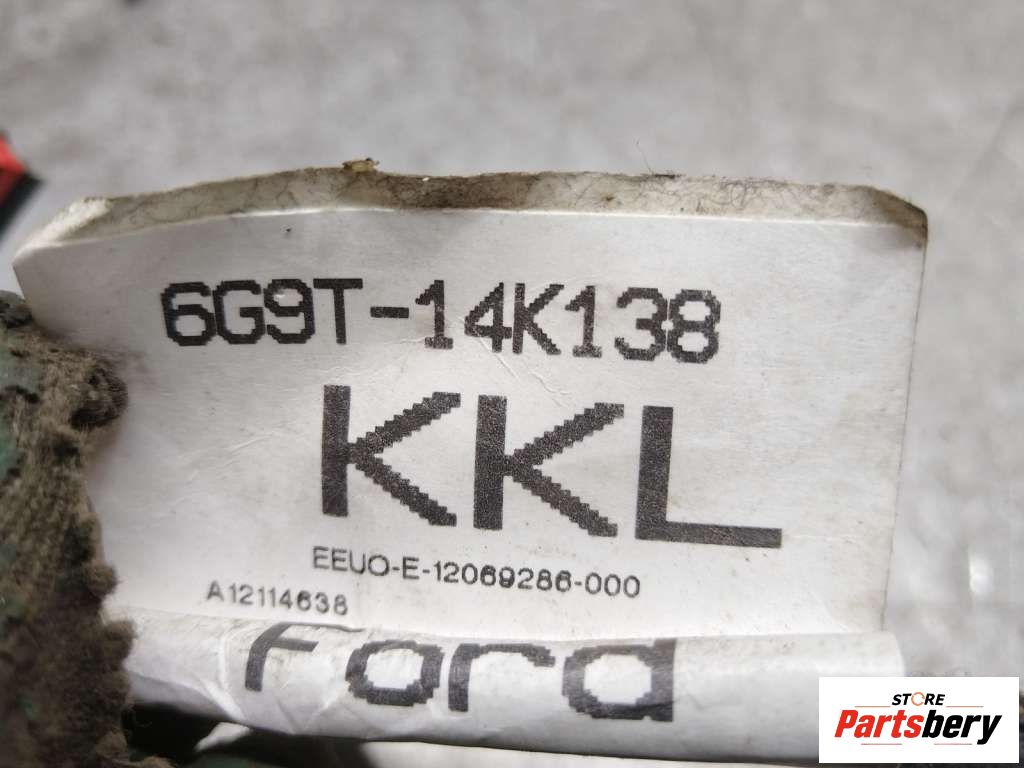 6G9T-14K138
KKL
EEUO-E-12069286-000
A12114638
Ford
STORE
Partsbery